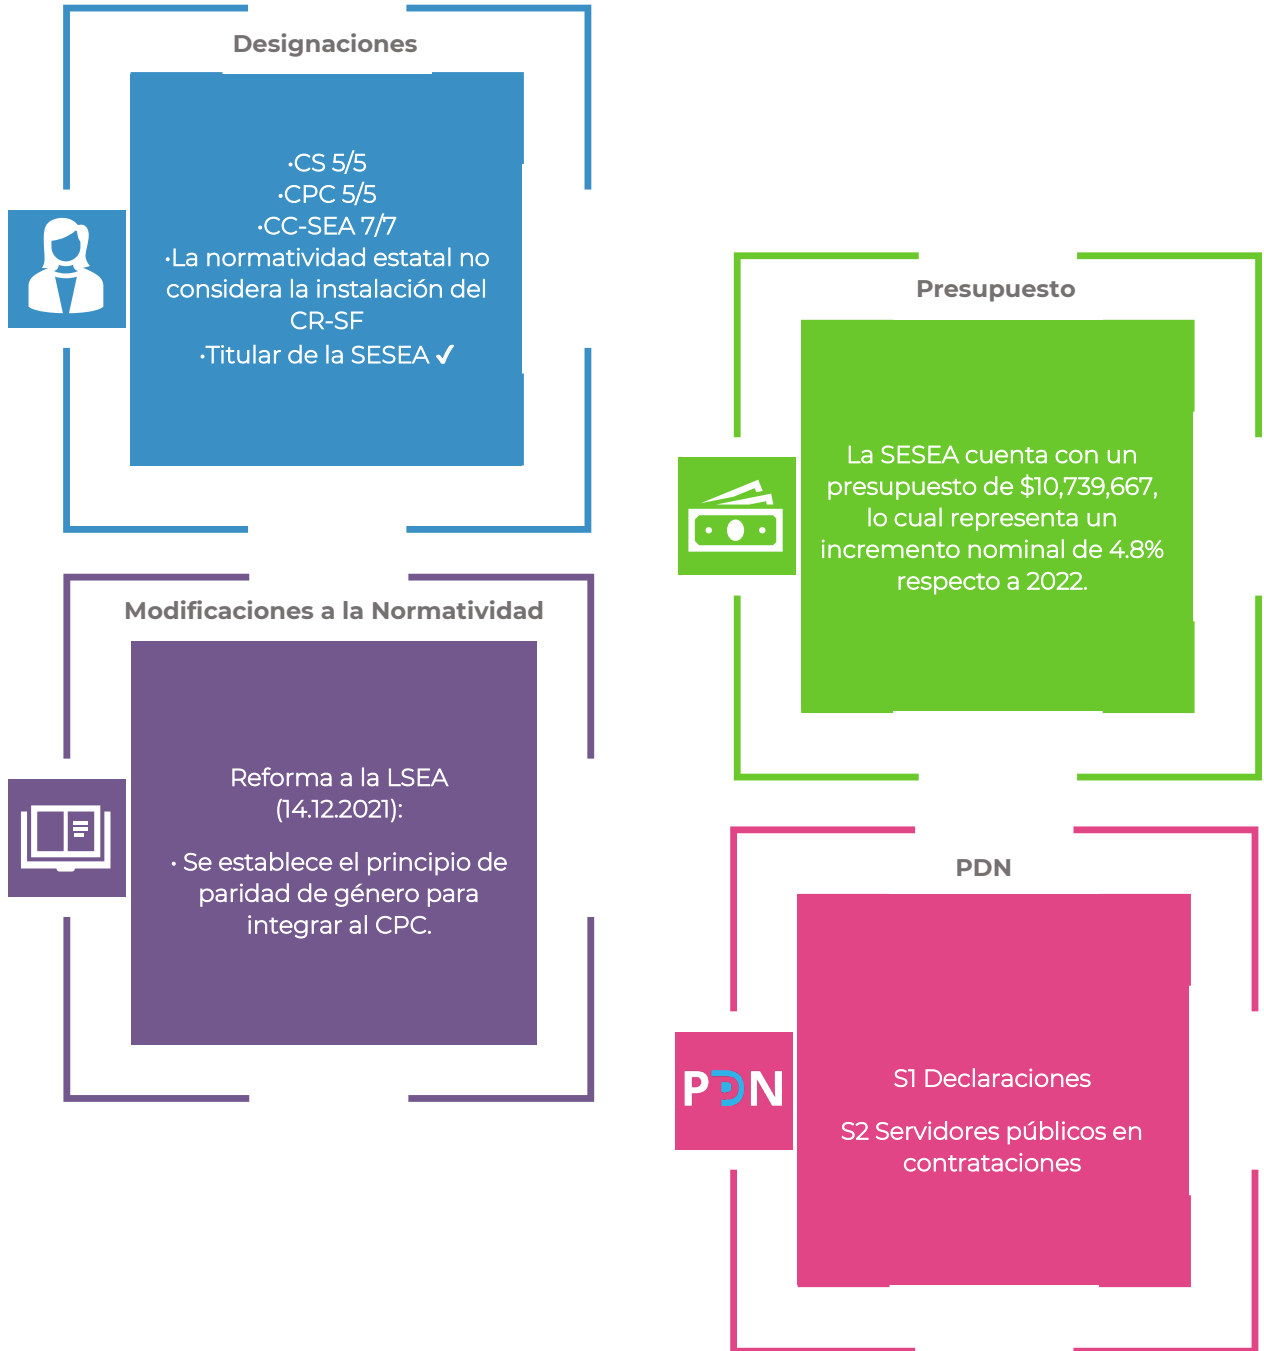 Designaciones
•CS 5/5
•CPC 5/5
•CC-SEA 7/7
•La normatividad estatal no
considera la instalación del
CR-SF
•Titular de la SESEA ✔
Modificaciones a la Normatividad
Reforma a la LSEA
(14.12.2021):
• Se establece el principio de
paridad de género para
integrar al CPC.
Presupuesto
La SESEA cuenta con un
presupuesto de $10,739,667,
lo cual representa un
incremento nominal de 4.8%
respecto a 2022.
PDN
PDN
S1 Declaraciones
S2 Servidores públicos en
contrataciones